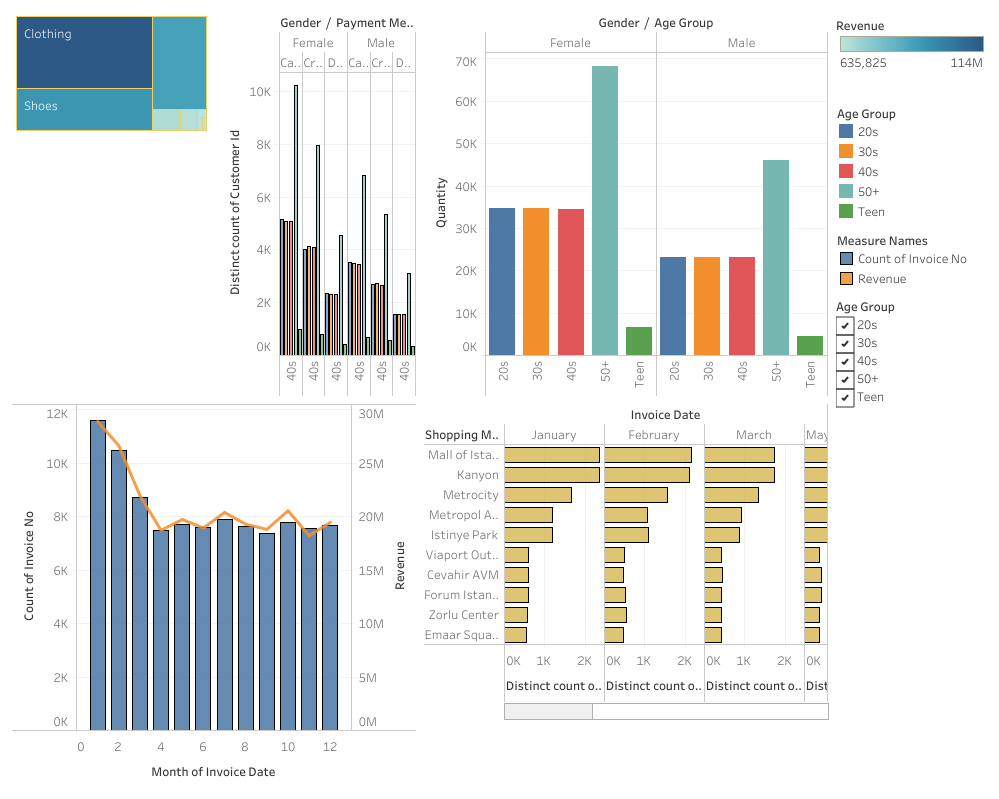 Clothing
Shoes
Gender / Payment Me..
Female Male
Ca.. Cr.. D.. Ca.. Cr.. D..
Distinct count of Customer Id
10K
8K
6K
4K
2K
0K
40s 40s 40s 40s 40s 40s
Gender / Age Group
Female Male
Quantity
70K
60K
50K
40K
30K
20K
10K
0K
20s 30s 40s 50+ Teen 20s 30s 40s 50+ Teen
Revenue
635,825 114M
Age Group
20s
30s
40s
50+
Teen
Measure Names
Count of Invoice No
Revenue
Age Group
20s
30s
40s
50+
Teen
Count of Invoice No
12K
10K
8K
6K
4K
2K
0K
30M
25M
20M
15M
10M
5M
0M
Revenue
0 2 4 6 8 10 12
Month of Invoice Date
Invoice Date
Shopping M.. January February March May
Mall of Ista..
Kanyon
Metrocity
Metropol A..
Istinye Park
Viaport Out..
Cevahir AVM
Forum Istan..
Zorlu Center
Emaar Squa..
0K 1K 2K 0K 1K 2K 0K 1K 2K 0K
Distinct count o.. Distinct count o.. Distinct count o.. Dist